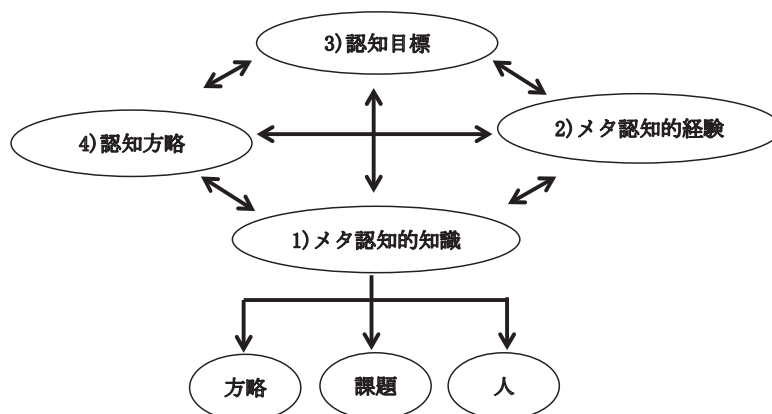 3)認知目標
4)認知方略
2)メタ認知的経験
1)メタ認知的知識
方略
課題
人